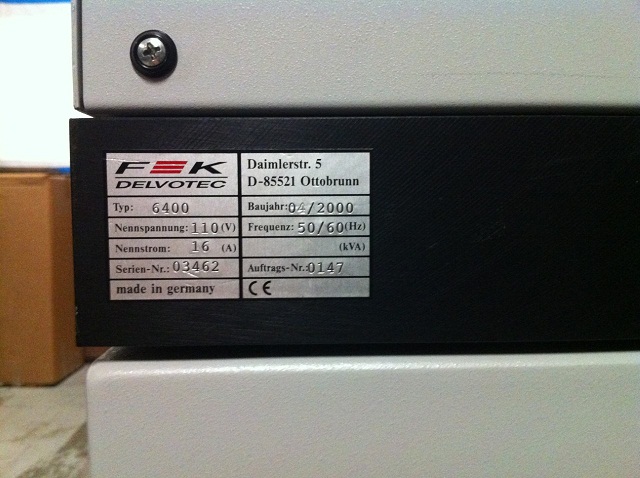 F&K
DELVOTEC
Daimlerstr. 5
D-85521 Ottobrunn
Typ: 6400
Baujahr: 04/2000
Nennspannung: 110 (V)
Frequenz: 50/60 (Hz)
Nennstrom: 16 (A)
(kVA)
Serien-Nr.: 03462
Auftrags-Nr.: 0147
made in germany
CE